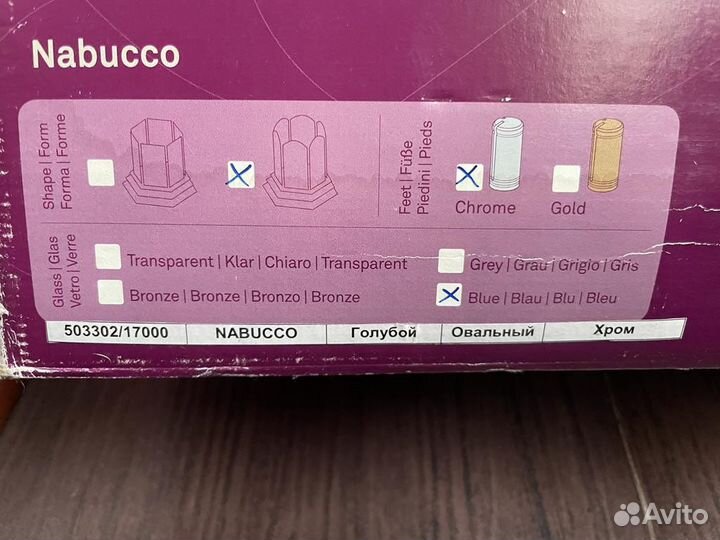 Nabucco
Shape | Form
Forma | Forme
Feet | Füße
Piedini | Pieds
Chrome
Gold
Glass | Glas
Vetro | Verre
Transparent | Klar | Chiaro | Transparent
Grey | Grau | Grigio | Gris
Bronze | Bronze | Bronzo | Bronze
Blue | Blau | Blu | Bleu
503302/17000 NABUCCO Голубой Овальный Хром
Avito